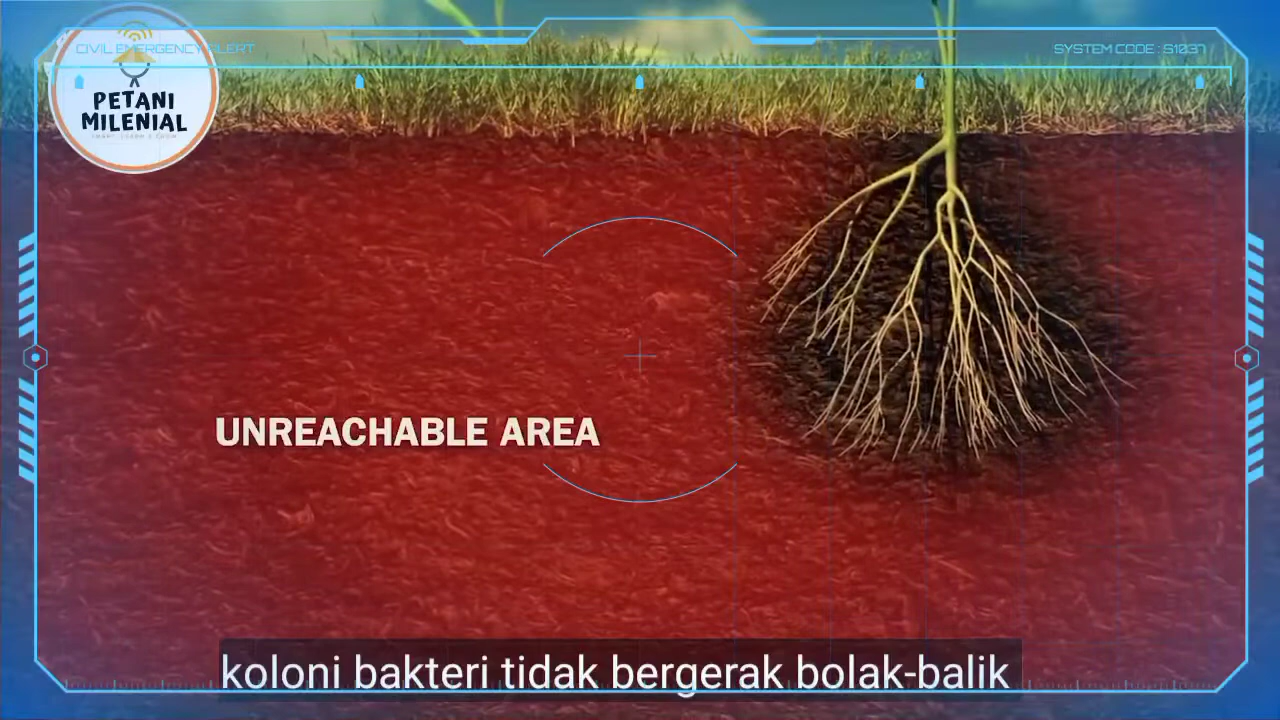 CIVIL EMERGENCY ALERT
SYSTEM CODE : S1037
PETANI
MILENIAL
UNREACHABLE AREA
koloni bakteri tidak bergerak bolak-balik